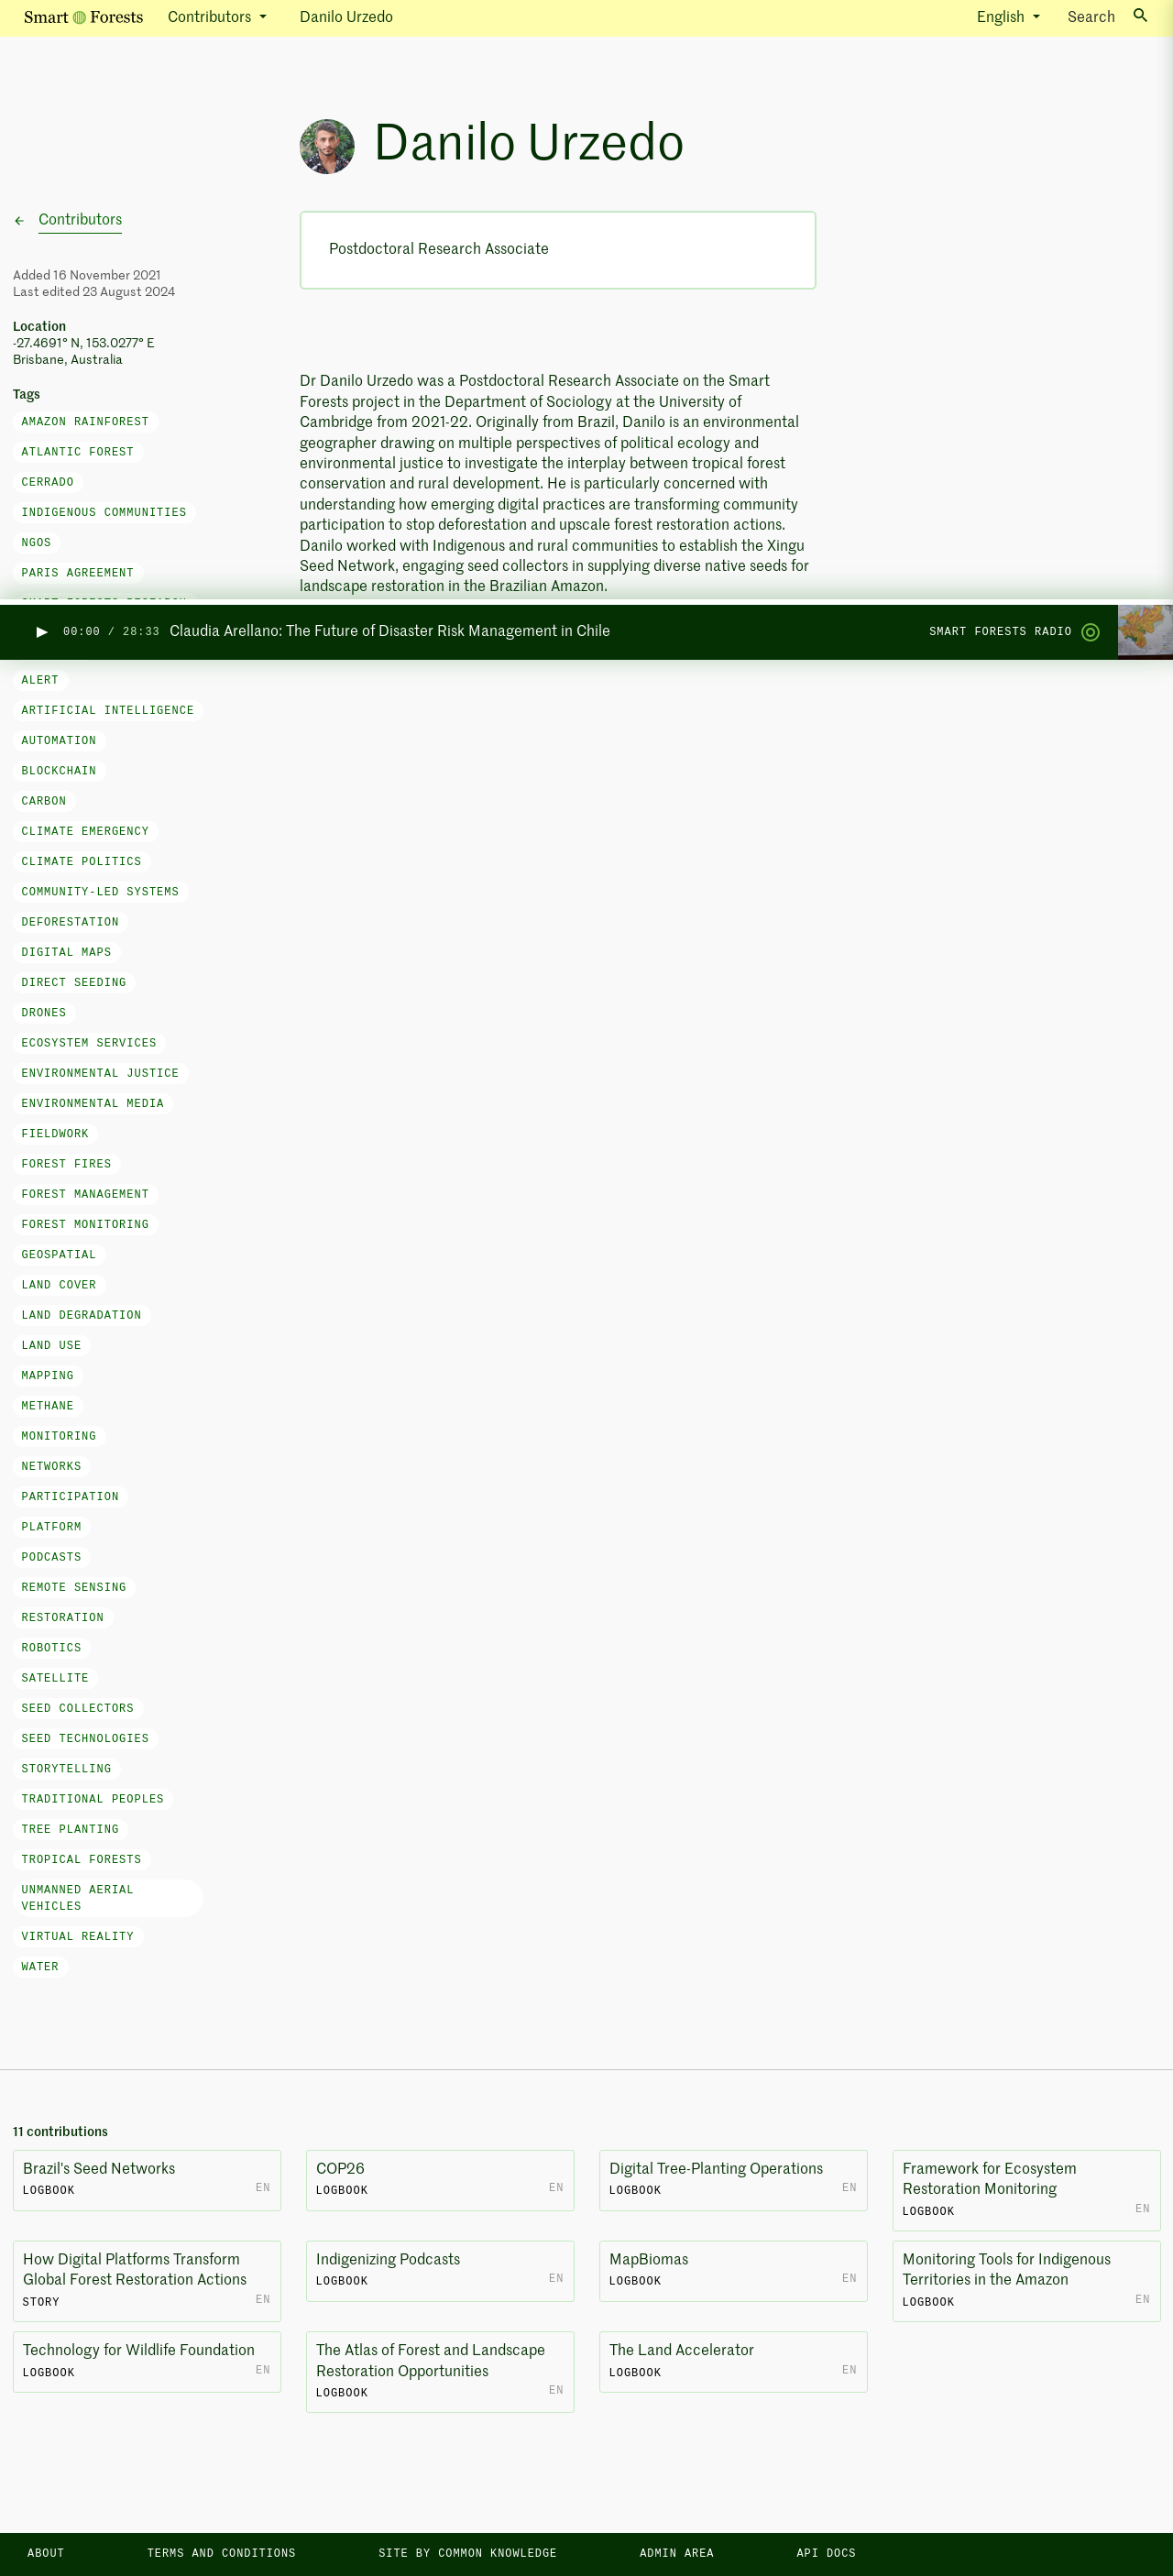 Smart Forests
Contributors
Danilo Urzedo
English
Search
Danilo Urzedo
Contributors
Added 16 November 2021
Last edited 23 August 2024
Location
-27.4691° N, 153.0277° E
Brisbane, Australia
Tags
AMAZON RAINFOREST
ATLANTIC FOREST
CERRADO
INDIGENOUS COMMUNITIES
NGOS
PARIS AGREEMENT
Postdoctoral Research Associate
Dr Danilo Urzedo was a Postdoctoral Research Associate on the Smart
Forests project in the Department of Sociology at the University of
Cambridge from 2021-22. Originally from Brazil, Danilo is an environmental
geographer drawing on multiple perspectives of political ecology and
environmental justice to investigate the interplay between tropical forest
conservation and rural development. He is particularly concerned with
understanding how emerging digital practices are transforming community
participation to stop deforestation and upscale forest restoration actions.
Danilo worked with Indigenous and rural communities to establish the Xingu
Seed Network, engaging seed collectors in supplying diverse native seeds for
landscape restoration in the Brazilian Amazon.
00:00 / 28:33 Claudia Arellano: The Future of Disaster Risk Management in Chile
SMART FORESTS RADIO
ALERT
ARTIFICIAL INTELLIGENCE
AUTOMATION
BLOCKCHAIN
CARBON
CLIMATE EMERGENCY
CLIMATE POLITICS
COMMUNITY-LED SYSTEMS
DEFORESTATION
DIGITAL MAPS
DIRECT SEEDING
DRONES
ECOSYSTEM SERVICES
ENVIRONMENTAL JUSTICE
ENVIRONMENTAL MEDIA
FIELDWORK
FOREST FIRES
FOREST MANAGEMENT
FOREST MONITORING
GEOSPATIAL
LAND COVER
LAND DEGRADATION
LAND USE
MAPPING
METHANE
MONITORING
NETWORKS
PARTICIPATION
PLATFORM
PODCASTS
REMOTE SENSING
RESTORATION
ROBOTICS
SATELLITE
SEED COLLECTORS
SEED TECHNOLOGIES
STORYTELLING
TRADITIONAL PEOPLES
TREE PLANTING
TROPICAL FORESTS
UNMANNED AERIAL
VEHICLES
VIRTUAL REALITY
WATER
11 contributions
Brazil's Seed Networks
LOGBOOK
EN
COP26
LOGBOOK
EN
Digital Tree-Planting Operations
LOGBOOK
EN
Framework for Ecosystem
Restoration Monitoring
LOGBOOK
EN
How Digital Platforms Transform
Global Forest Restoration Actions
STORY
EN
Indigenizing Podcasts
LOGBOOK
EN
MapBiomas
LOGBOOK
EN
Monitoring Tools for Indigenous
Territories in the Amazon
LOGBOOK
EN
Technology for Wildlife Foundation
LOGBOOK
EN
The Atlas of Forest and Landscape
Restoration Opportunities
LOGBOOK
EN
The Land Accelerator
LOGBOOK
EN
ABOUT
TERMS AND CONDITIONS
SITE BY COMMON KNOWLEDGE
ADMIN AREA
API DOCS